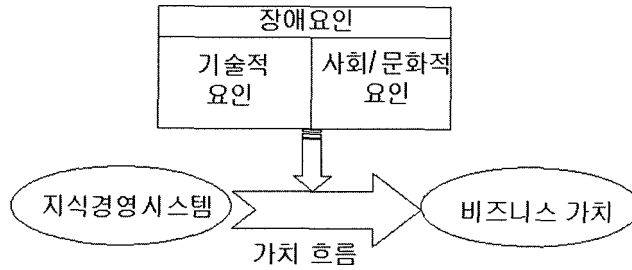 장애요인
기술적
요인
사회/문화적
요인
지식경영시스템
비즈니스 가치
가치 흐름